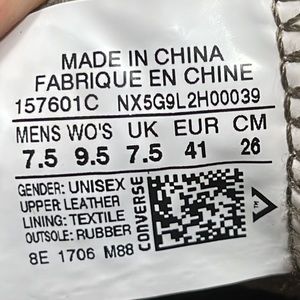 MADE IN CHINA
FABRIQUE EN CHINE
157601C NX5G9L2H00039
MENS WO'S UK EUR CM
7.5 9.5 7.5 41 26
GENDER: UNISEX
UPPER: LEATHER
LINING: TEXTILE
OUTSOLE: RUBBER
8E 1706 M88
CONVERSE
TM